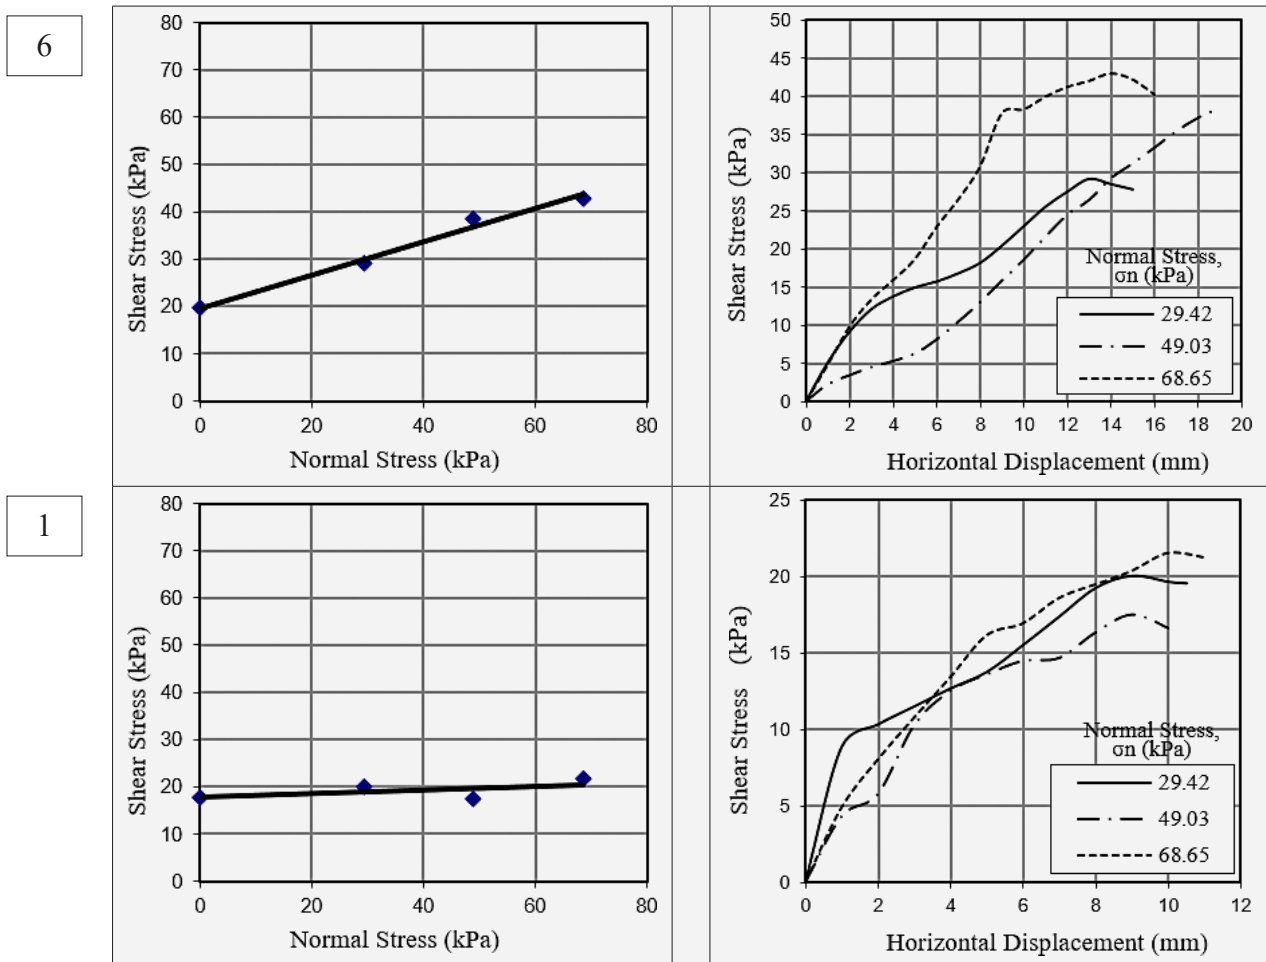 6
80
70
60
50
40
30
20
10
0
0 20 40 60 80
Shear Stress (kPa)
Normal Stress (kPa)
50
45
40
35
30
25
20
15
10
5
0
0 2 4 6 8 10 12 14 16 18 20
Shear Stress (kPa)
Horizontal Displacement (mm)
Normal Stress,
σn (kPa)
29.42
49.03
68.65
1
80
70
60
50
40
30
20
10
0
0 20 40 60 80
Shear Stress (kPa)
Normal Stress (kPa)
25
20
15
10
5
0
0 2 4 6 8 10 12
Shear Stress (kPa)
Horizontal Displacement (mm)
Normal Stress,
σn (kPa)
29.42
49.03
68.65